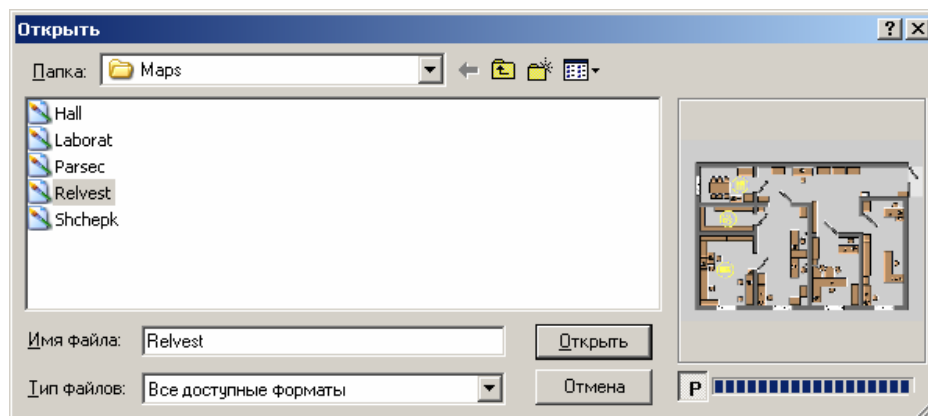 Открыть
Папка: Maps
Hall
Laborat
Parsec
Relvest
Shchepk
Имя файла: Relvest Открыть
Тип файлов: Все доступные форматы Отмена P